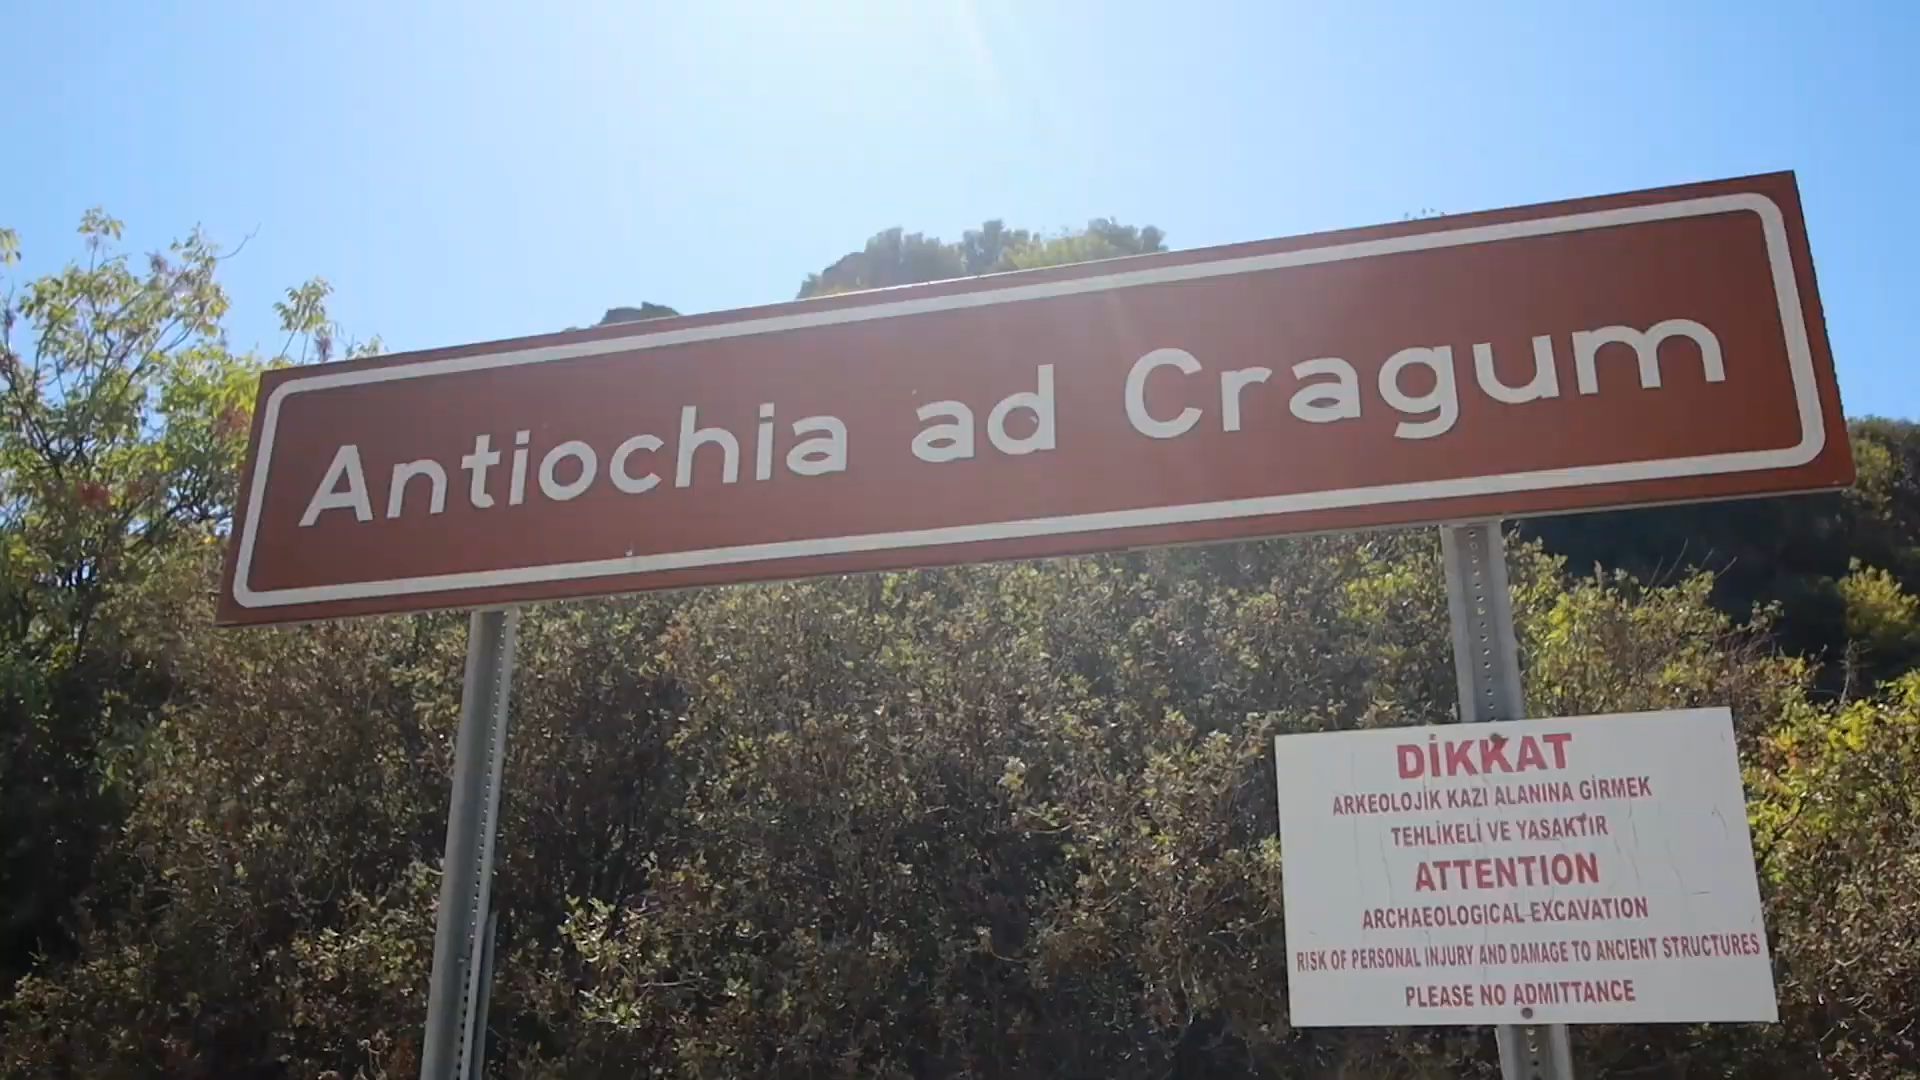 Antiochia ad Cragum
DİKKAT
ARKEOLOJİK KAZI ALANINA GİRMEK
TEHLİKELİ VE YASAKTIR
ATTENTION
ARCHAEOLOGICAL EXCAVATION
RISK OF PERSONAL INJURY AND DAMAGE TO ANCIENT STRUCTURES
PLEASE NO ADMITTANCE